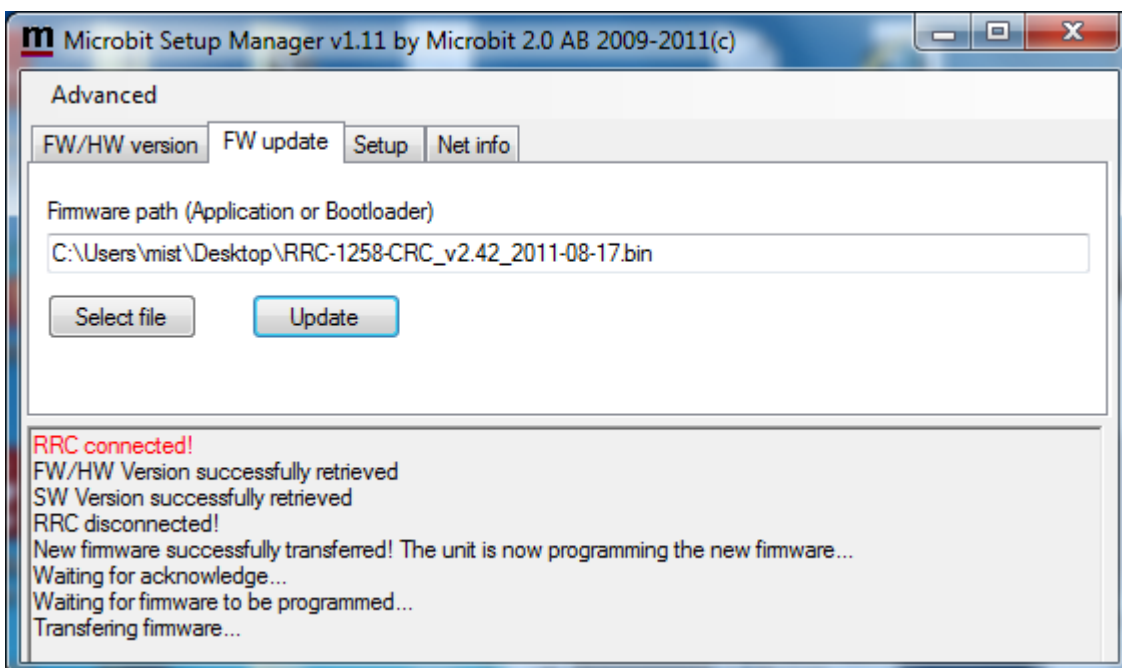 m Microbit Setup Manager v1.11 by Microbit 2.0 AB 2009-2011(c)
Advanced
FW/HW version FW update Setup Net info
Firmware path (Application or Bootloader)
C:\Users\mist\Desktop\RRC-1258-CRC_v2.42_2011-08-17.bin
Select file Update
RRC connected!
FW/HW Version successfully retrieved
SW Version successfully retrieved
RRC disconnected!
New firmware successfully transferred! The unit is now programming the new firmware...
Waiting for acknowledge...
Waiting for firmware to be programmed...
Transfering firmware...